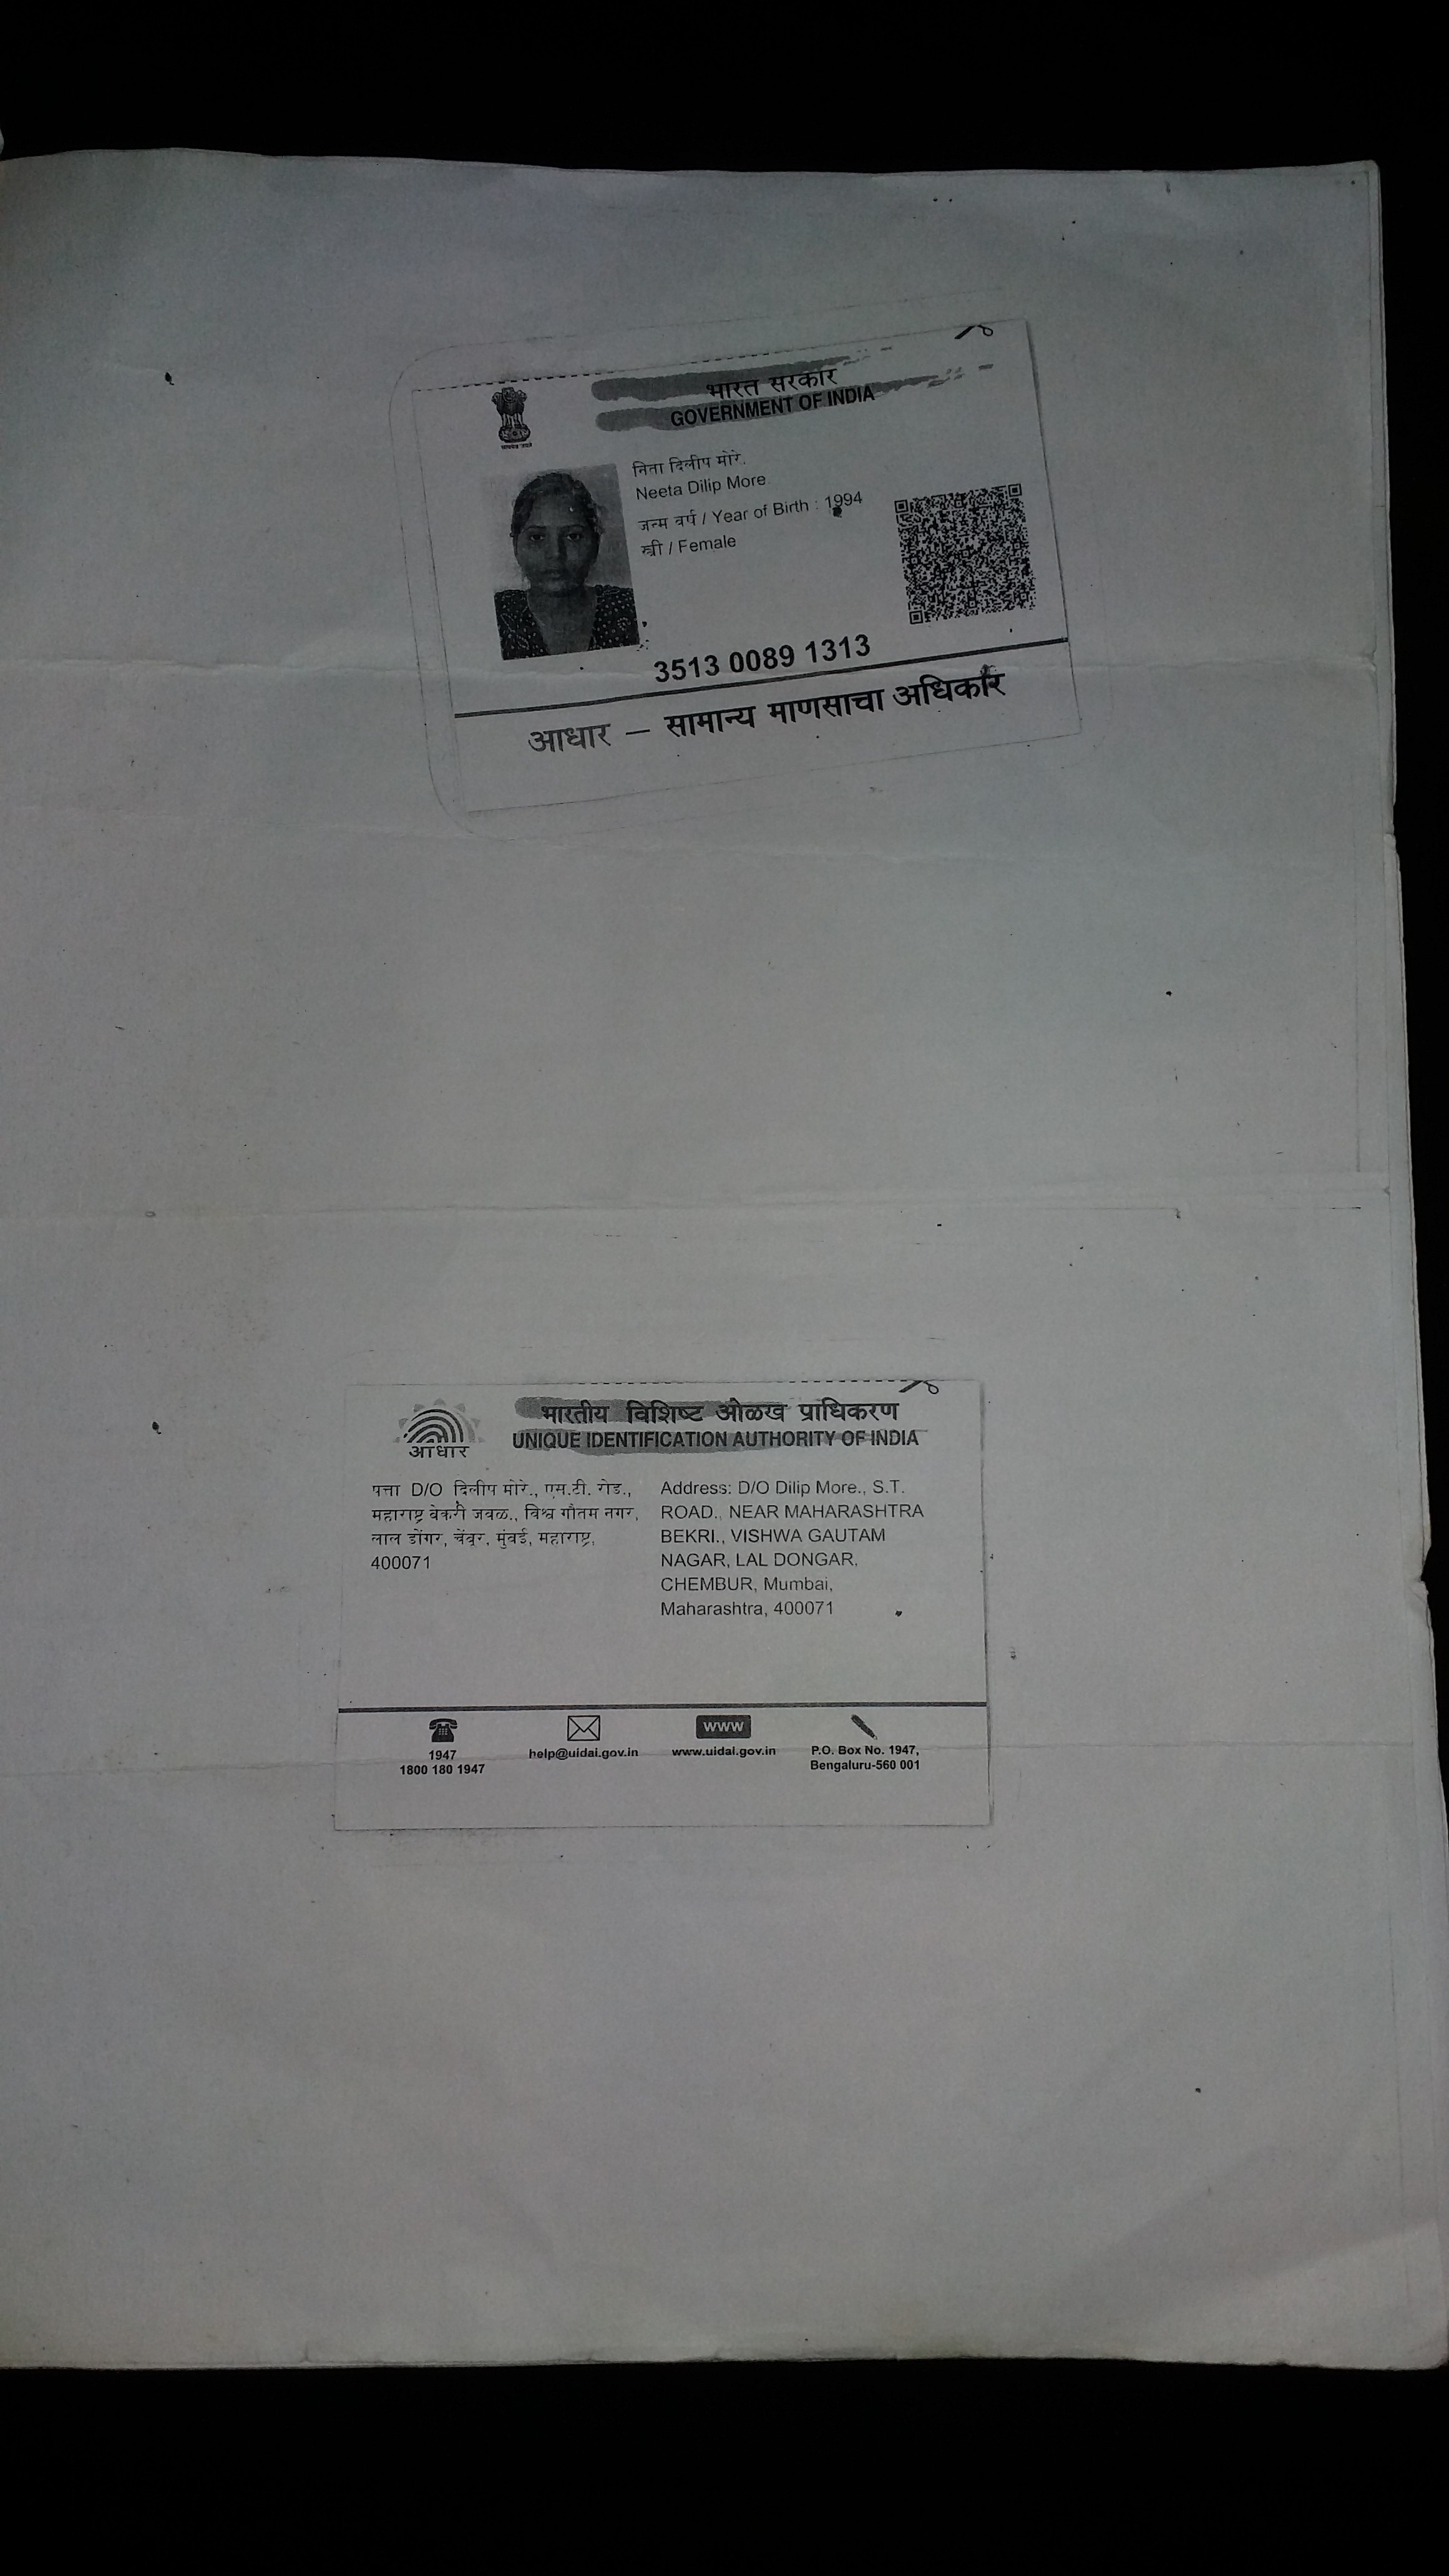 भारत सरकार
GOVERNMENT OF INDIA
निता दिलीप मोरे.
Neeta Dilip More
जन्म वर्ष / Year of Birth : 1994
स्त्री / Female
3513 0089 1313
आधार – सामान्य माणसाचा अधिकार
भारतीय विशिष्ट ओळख प्राधिकरण
UNIQUE IDENTIFICATION AUTHORITY OF INDIA
आधार
पत्ता D/O दिलीप मोरे., एस.टी. रोड.,
महाराष्ट्र बेकरी जवळ., विश्व गौतम नगर,
लाल डोंगर, चेंबूर, मुंबई, महाराष्ट्र,
400071
Address: D/O Dilip More., S.T.
ROAD., NEAR MAHARASHTRA
BEKRI., VISHWA GAUTAM
NAGAR, LAL DONGAR,
CHEMBUR, Mumbai,
Maharashtra, 400071
1947
1800 180 1947
help@uidai.gov.in
www
www.uidai.gov.in
P.O. Box No. 1947,
Bengaluru-560 001